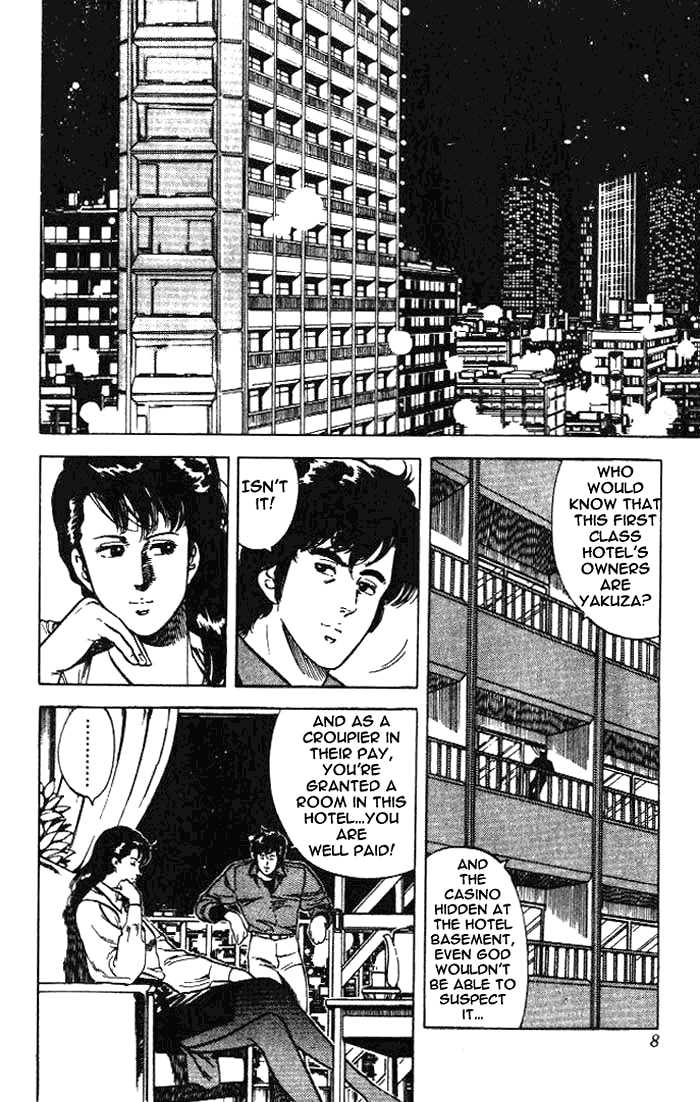 WHO
WOULD
KNOW THAT
THIS FIRST
CLASS
HOTEL'S
OWNERS
ARE
YAKUZA?
AND
THE
CASINO
HIDDEN AT
THE HOTEL
BASEMENT,
EVEN GOD
WOULDN'T
BE ABLE TO
SUSPECT
IT...
ISN'T
IT!
AND AS A
CROUPIER IN
THEIR PAY,
YOU'RE
GRANTED A
ROOM IN THIS
HOTEL...YOU
ARE
WELL PAID!
........
8